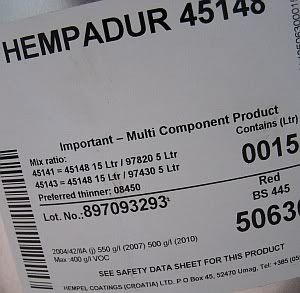 HEMPADUR 45148
Important – Multi Component Product
Mix ratio:
45141 = 45148 15 Ltr / 97820 5 Ltr
45143 = 45148 15 Ltr / 97430 5 Ltr
Preferred thinner: 08450
Contains (Ltr)
0015
Lot. No.: 897093293
Red
BS 445
5063
2004/42/IIA (j) 550 g/l (2007) 500 g/l (2010)
Max 400 g/l VOC
SEE SAFETY DATA SHEET FOR THIS PRODUCT
HEMPEL COATINGS (CROATIA) LTD. P O Box 45, 52470 Umag, Tel: +385 (05